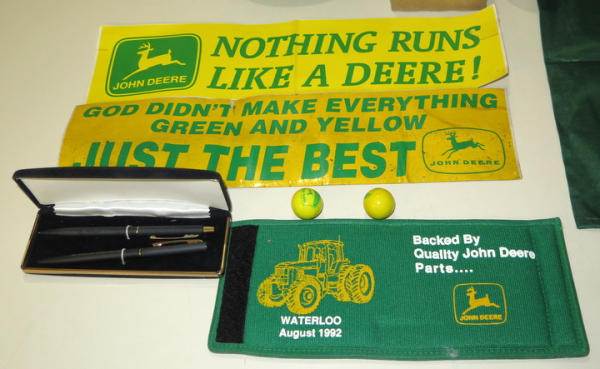 NOTHING RUNS
LIKE A DEERE!
JOHN DEERE
GOD DIDN'T MAKE EVERYTHING
GREEN AND YELLOW
JUST THE BEST
JOHN DEERE
Backed By
Quality John Deere
Parts....
WATERLOO
August 1992
JOHN DEERE